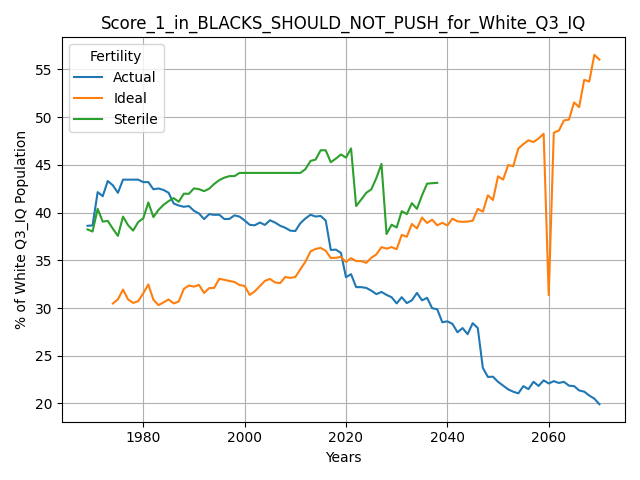 Score_1_in_BLACKS_SHOULD_NOT_PUSH_for_White_Q3_IQ
Fertility
Actual
Ideal
Sterile
% of White Q3_IQ Population
55
50
45
40
35
30
25
20
1980
2000
2020
2040
2060
Years